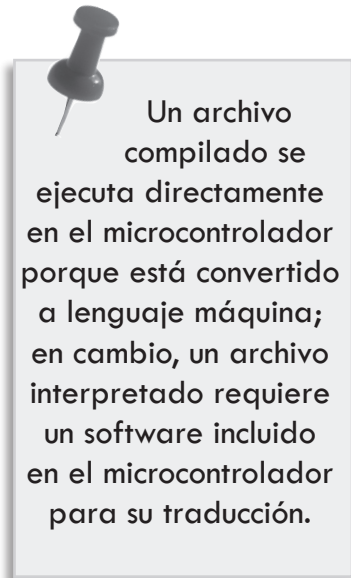 Un archivo
compilado se
ejecuta directamente
en el microcontrolador
porque está convertido
a lenguaje máquina;
en cambio, un archivo
interpretado requiere
un software incluido
en el microcontrolador
para su traducción.